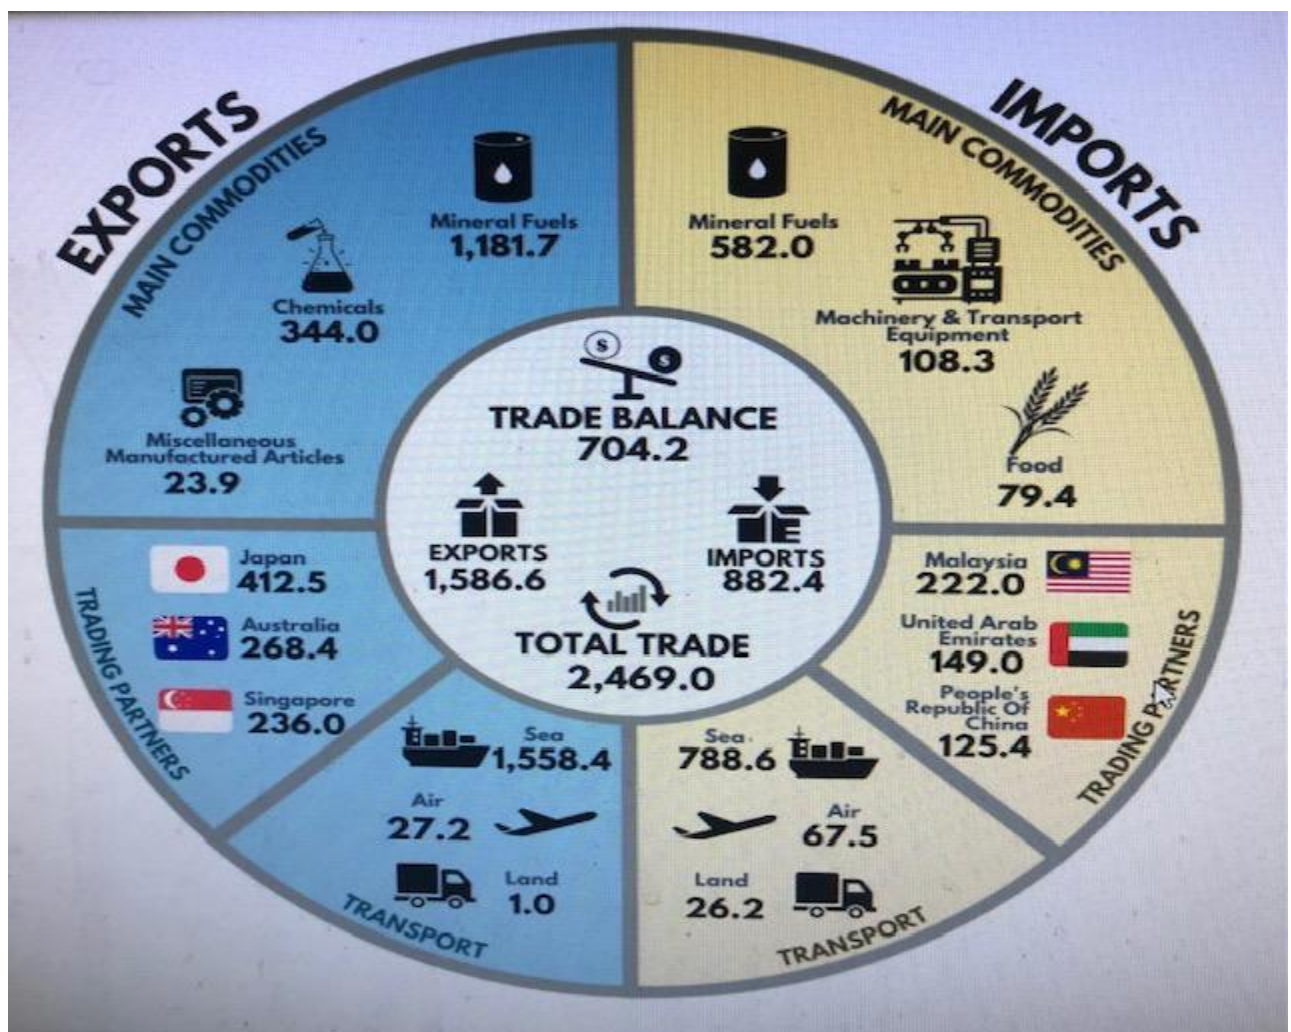 EXPORTS
MAIN COMMODITIES
Mineral Fuels
1,181.7
Chemicals
344.0
Miscellaneous
Manufactured Articles
23.9
IMPORTS
MAIN COMMODITIES
Mineral Fuels
582.0
Machinery & Transport
Equipment
108.3
Food
79.4
S
S
TRADE BALANCE
704.2
EXPORTS
1,586.6
E
IMPORTS
882.4
TOTAL TRADE
2,469.0
TRADING PARTNERS
Japan
412.5
Australia
268.4
Singapore
236.0
TRADING PARTNERS
Malaysia
222.0
United Arab
Emirates
149.0
People's
Republic Of
China
125.4
Sea
1,558.4
Air
27.2
Land
1.0
TRANSPORT
Sea
788.6
Air
67.5
Land
26.2
TRANSPORT